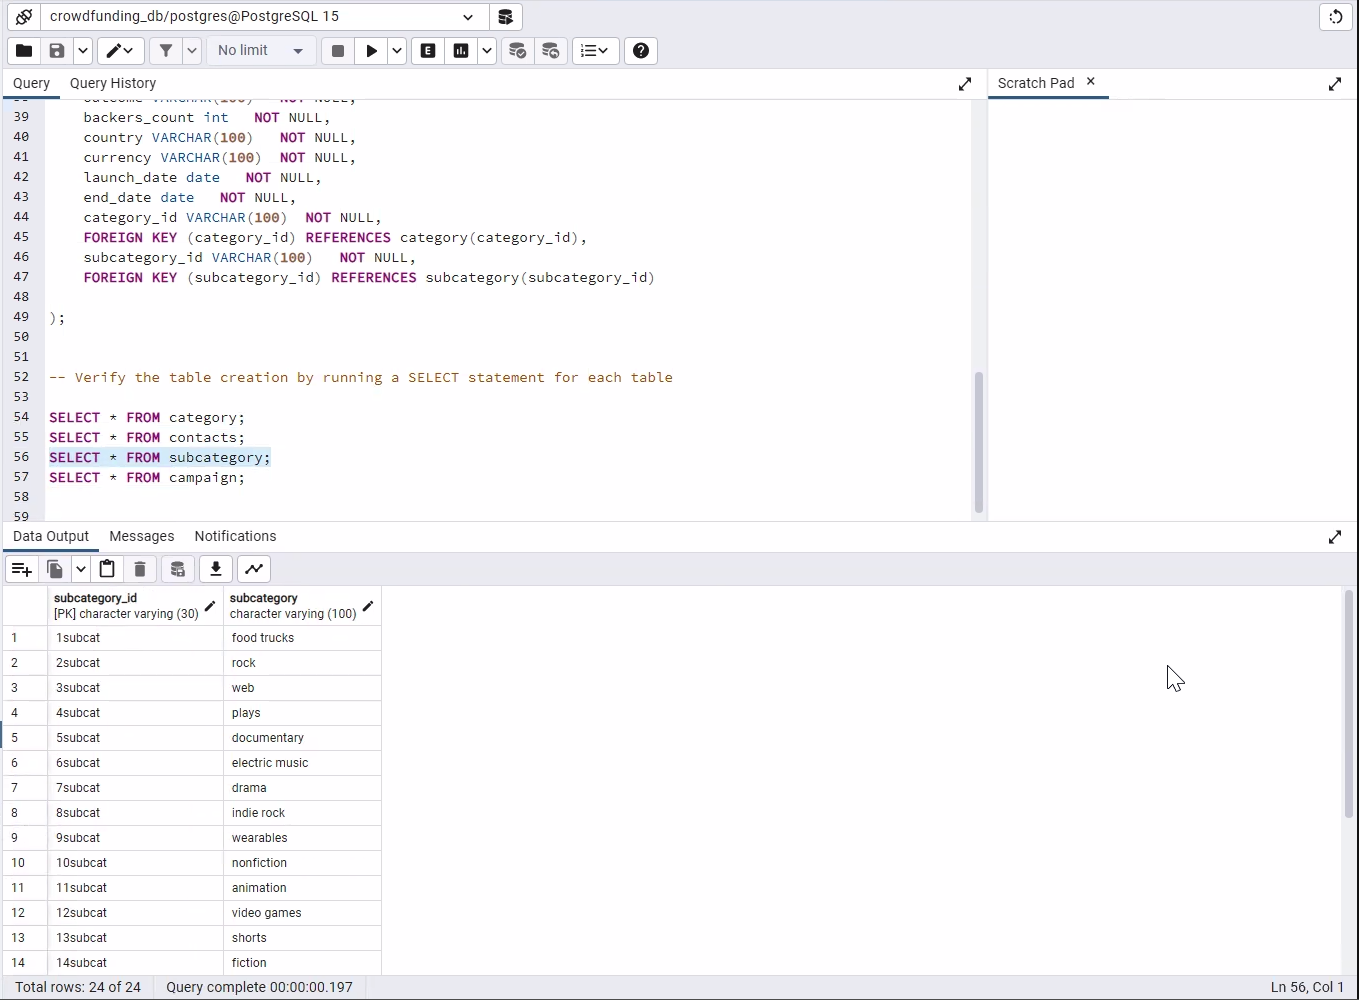 crowdfunding_db/postgres@PostgreSQL 15
No limit
E
?
Query Query History
Scratch Pad ×
38 outcome VARCHAR(100) NOT NULL,
39 backers_count int NOT NULL,
40 country VARCHAR(100) NOT NULL,
41 currency VARCHAR(100) NOT NULL,
42 launch_date date NOT NULL,
43 end_date date NOT NULL,
44 category_id VARCHAR(100) NOT NULL,
45 FOREIGN KEY (category_id) REFERENCES category(category_id),
46 subcategory_id VARCHAR(100) NOT NULL,
47 FOREIGN KEY (subcategory_id) REFERENCES subcategory(subcategory_id)
48
49 );
50
51
52 -- Verify the table creation by running a SELECT statement for each table
53
54 SELECT * FROM category;
55 SELECT * FROM contacts;
56 SELECT * FROM subcategory;
57 SELECT * FROM campaign;
58
59
Data Output Messages Notifications
subcategory_id subcategory
[PK] character varying (30) character varying (100)
1 1subcat food trucks
2 2subcat rock
3 3subcat web
4 4subcat plays
5 5subcat documentary
6 6subcat electric music
7 7subcat drama
8 8subcat indie rock
9 9subcat wearables
10 10subcat nonfiction
11 11subcat animation
12 12subcat video games
13 13subcat shorts
14 14subcat fiction
Total rows: 24 of 24 Query complete 00:00:00.197 Ln 56, Col 1